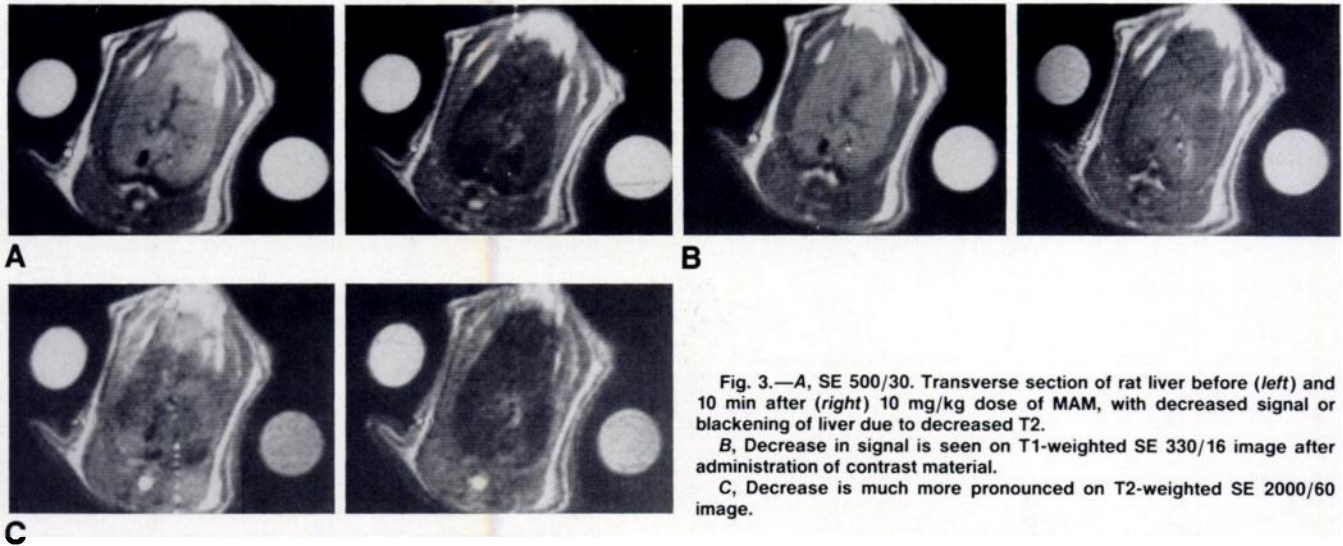 A
B
C
Fig. 3.—A, SE 500/30. Transverse section of rat liver before (left) and
10 min after (right) 10 mg/kg dose of MAM, with decreased signal or
blackening of liver due to decreased T2.
B, Decrease in signal is seen on T1-weighted SE 330/16 image after
administration of contrast material.
C, Decrease is much more pronounced on T2-weighted SE 2000/60
image.